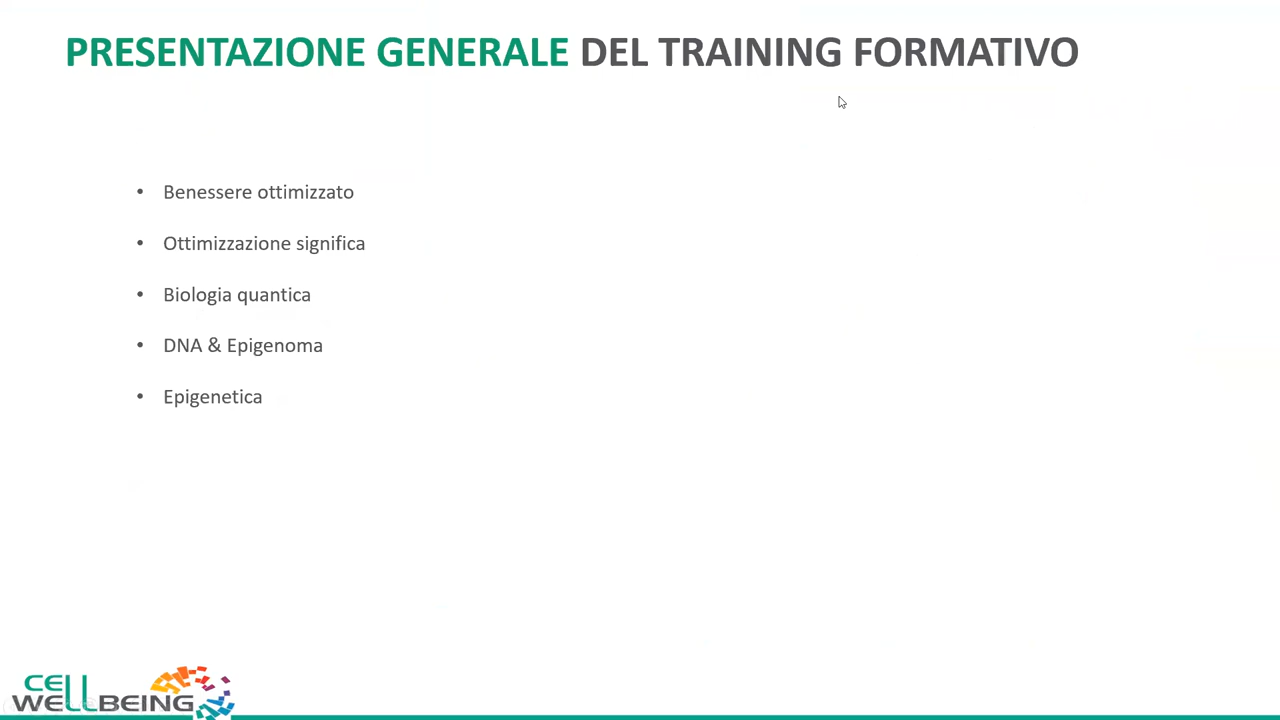 PRESENTAZIONE GENERALE DEL TRAINING FORMATIVO
• Benessere ottimizzato
• Ottimizzazione significa
• Biologia quantica
• DNA & Epigenoma
• Epigenetica
CELL
WELLBEING